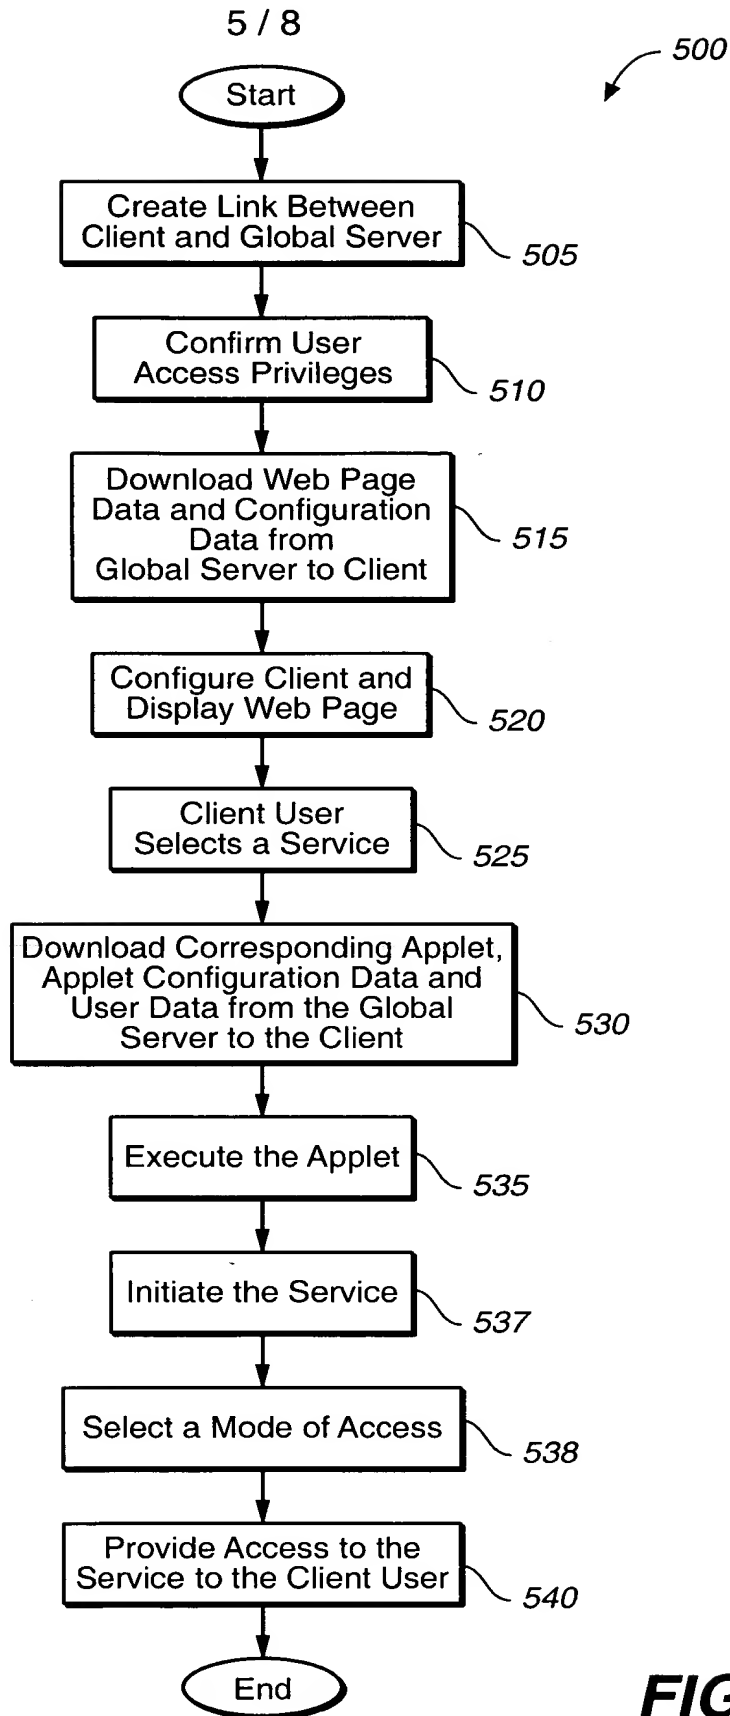 5 / 8
500
Start
Create Link Between
Client and Global Server
505
Confirm User
Access Privileges
510
Download Web Page
Data and Configuration
Data from
Global Server to Client
515
Configure Client and
Display Web Page
520
Client User
Selects a Service
525
Download Corresponding Applet,
Applet Configuration Data and
User Data from the Global
Server to the Client
530
Execute the Applet
535
Initiate the Service
537
Select a Mode of Access
538
Provide Access to the
Service to the Client User
540
End
FIG